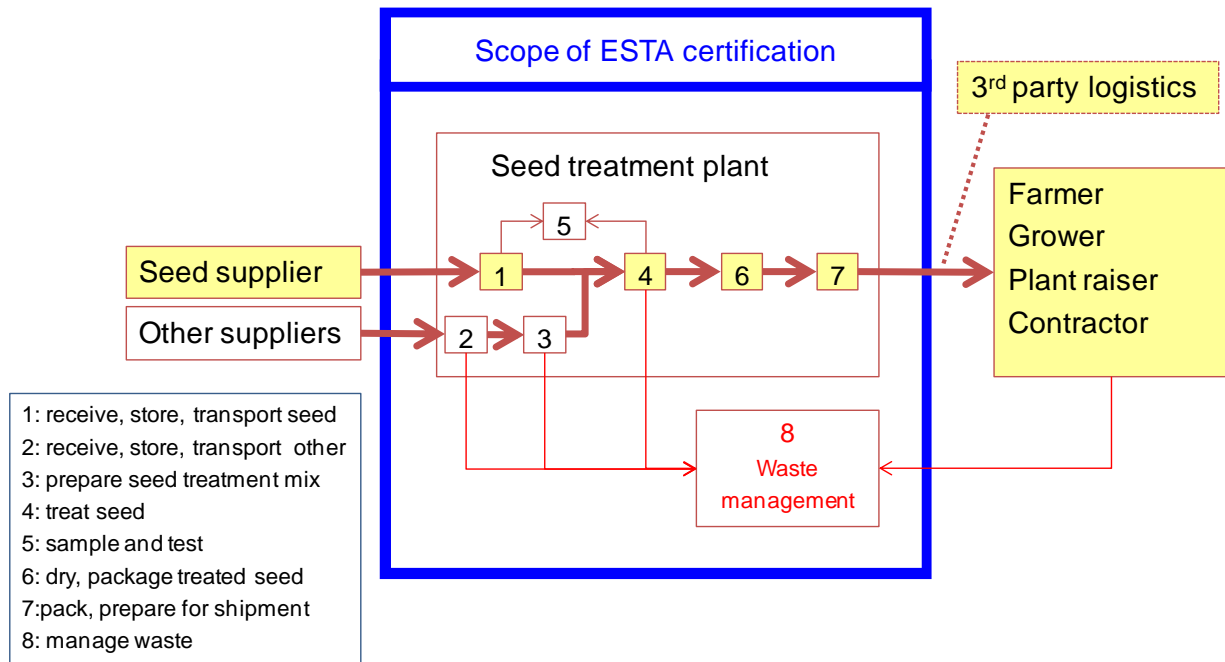 Scope of ESTA certification
3rd party logistics
Seed treatment plant
Farmer
Grower
Plant raiser
Contractor
5
Seed supplier
1
4
6
7
Other suppliers
2
3
1: receive, store, transport seed
2: receive, store, transport other
3: prepare seed treatment mix
4: treat seed
5: sample and test
6: dry, package treated seed
7:pack, prepare for shipment
8: manage waste
8
Waste
management